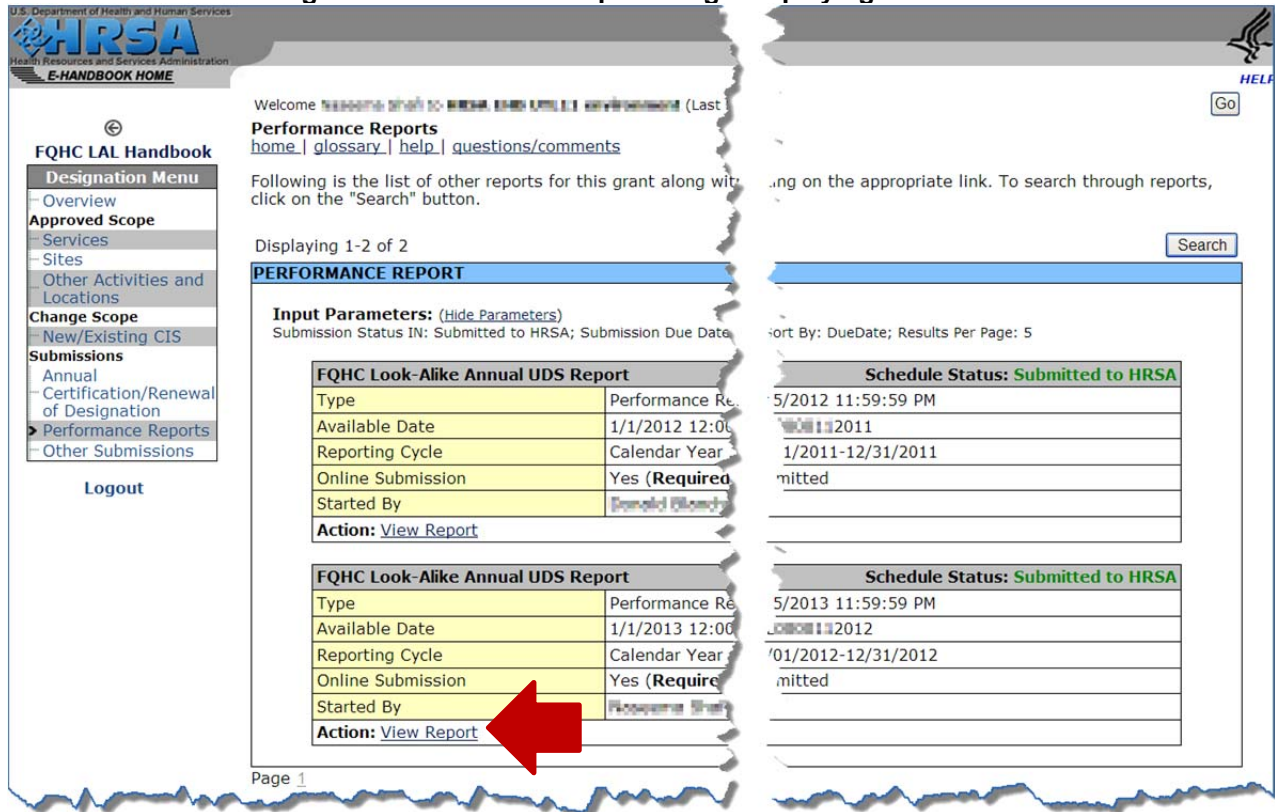 U.S. Department of Health and Human Services
HRSA
Health Resources and Services Administration
E-HANDBOOK HOME
HELP
Welcome to (Last
Go
Performance Reports
home | glossary | help | questions/comments
FQHC LAL Handbook
Designation Menu
Overview
Approved Scope
Services
Sites
Other Activities and
Locations
Change Scope
New/Existing CIS
Submissions
Annual
Certification/Renewal
of Designation
Performance Reports
Other Submissions
Logout
Following is the list of other reports for this grant along on the appropriate link. To search through reports,
click on the "Search" button.
Displaying 1-2 of 2
Search
PERFORMANCE REPORT
Input Parameters: (Hide Parameters)
Submission Status IN: Submitted to HRSA; Submission Due Date Sort By: DueDate; Results Per Page: 5
FQHC Look-Alike Annual UDS Report Schedule Status: Submitted to HRSA
Type Performance 5/2012 11:59:59 PM
Available Date 1/1/2012 2011
Reporting Cycle Calendar Year 1/2011-12/31/2011
Online Submission Yes (Required
Started By
Action: View Report
FQHC Look-Alike Annual UDS Report Schedule Status: Submitted to HRSA
Type Performance 5/2013 11:59:59 PM
Available Date 1/1/2013 12:00 2012
Reporting Cycle Calendar Year /01/2012-12/31/2012
Online Submission Yes
Started By
Action: View Report
Page 1